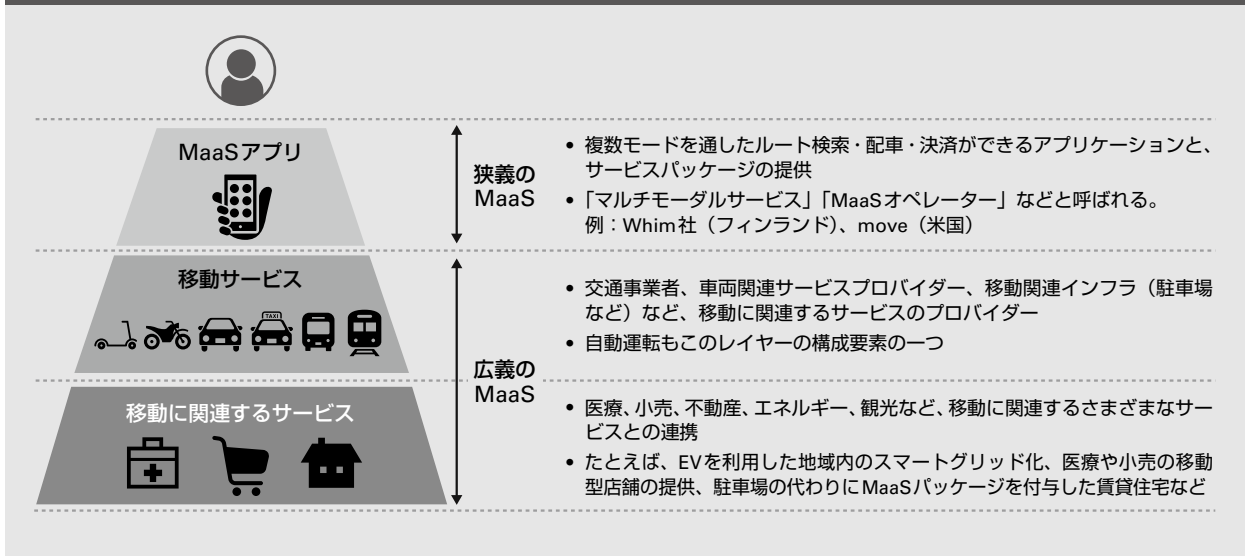 MaaSアプリ
狭義の
MaaS
• 複数モードを通したルート検索・配車・決済ができるアプリケーションと、
サービスパッケージの提供
• 「マルチモーダルサービス」「MaaSオペレーター」などと呼ばれる。
例：Whim社（フィンランド）、move（米国）
移動サービス
TAXI
• 交通事業者、車両関連サービスプロバイダー、移動関連インフラ（駐車場
など）など、移動に関連するサービスのプロバイダー
• 自動運転もこのレイヤーの構成要素の一つ
広義の
MaaS
移動に関連するサービス
• 医療、小売、不動産、エネルギー、観光など、移動に関連するさまざまなサー
ビスとの連携
• たとえば、EVを利用した地域内のスマートグリッド化、医療や小売の移動
型店舗の提供、駐車場の代わりにMaaSパッケージを付与した賃貸住宅など